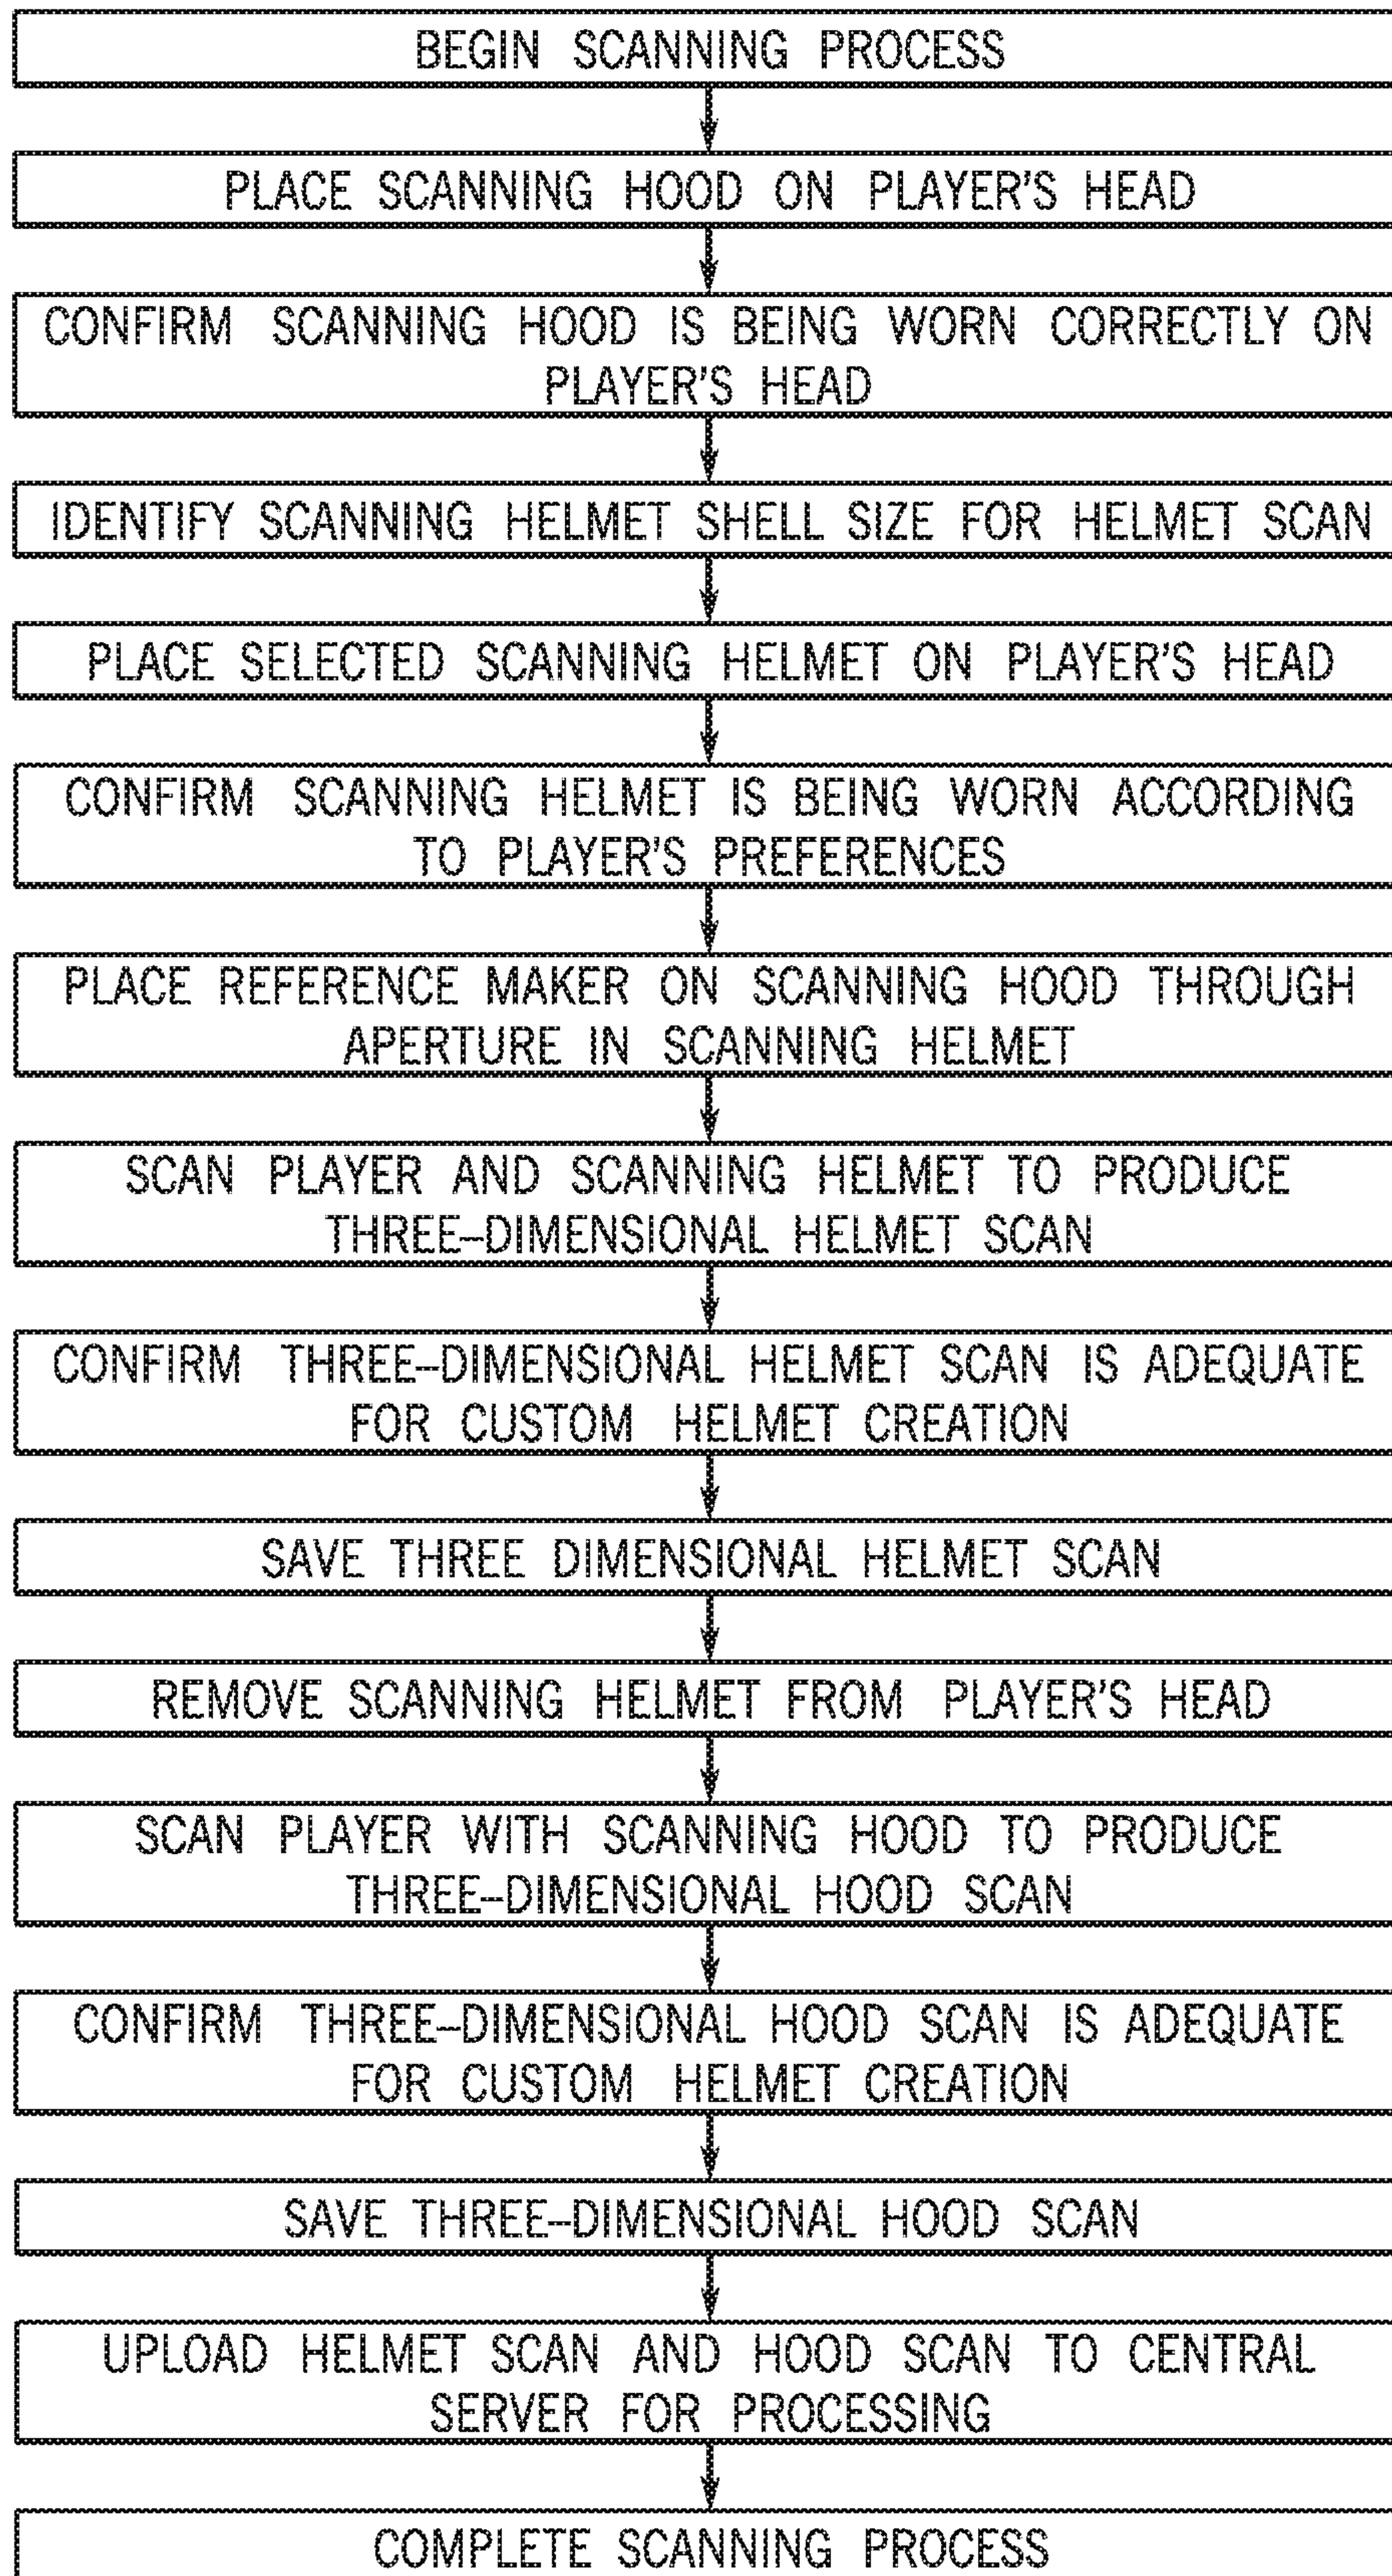 BEGIN SCANNING PROCESS
PLACE SCANNING HOOD ON PLAYER'S HEAD
CONFIRM SCANNING HOOD IS BEING WORN CORRECTLY ON
PLAYER'S HEAD
IDENTIFY SCANNING HELMET SHELL SIZE FOR HELMET SCAN
PLACE SELECTED SCANNING HELMET ON PLAYER'S HEAD
CONFIRM SCANNING HELMET IS BEING WORN ACCORDING
TO PLAYER'S PREFERENCES
PLACE REFERENCE MAKER ON SCANNING HOOD THROUGH
APERTURE IN SCANNING HELMET
SCAN PLAYER AND SCANNING HELMET TO PRODUCE
THREE–DIMENSIONAL HELMET SCAN
CONFIRM THREE–DIMENSIONAL HELMET SCAN IS ADEQUATE
FOR CUSTOM HELMET CREATION
SAVE THREE DIMENSIONAL HELMET SCAN
REMOVE SCANNING HELMET FROM PLAYER'S HEAD
SCAN PLAYER WITH SCANNING HOOD TO PRODUCE
THREE–DIMENSIONAL HOOD SCAN
CONFIRM THREE–DIMENSIONAL HOOD SCAN IS ADEQUATE
FOR CUSTOM HELMET CREATION
SAVE THREE–DIMENSIONAL HOOD SCAN
UPLOAD HELMET SCAN AND HOOD SCAN TO CENTRAL
SERVER FOR PROCESSING
COMPLETE SCANNING PROCESS